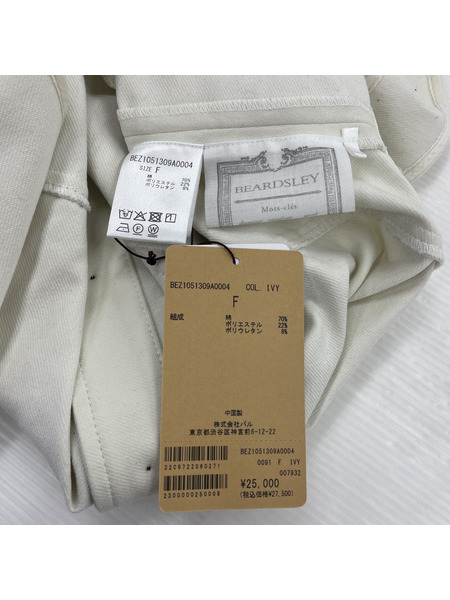 BEZ1051309A0004
SIZE F
綿 70%
ポリエステル 22%
ポリウレタン 8%
BEARDSLEY
Mots-clés
BEZ1051309A0004 COL. IVY
F
組成 綿 70%
ポリエステル 22%
ポリウレタン 8%
中国製
株式会社パル
東京都渋谷区神宮前6-12-22
BEZ1051309A0004
0091 F IVY
007932
2209722080271
¥25,000
(税込価格¥27,500)
2300000250008